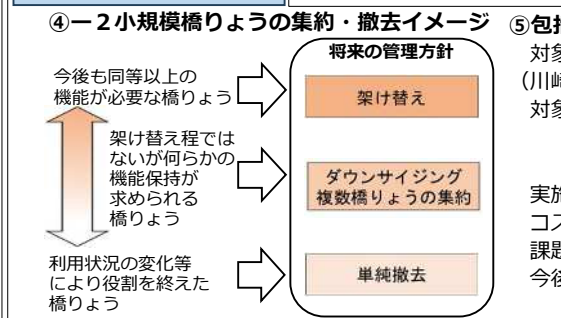 ④ー２小規模橋りょうの集約・撤去イメージ
将来の管理方針
今後も同等以上の
機能が必要な橋りょう
架け替え
架け替え程では
ないが何らかの
機能保持が
求められる
橋りょう
ダウンサイジング
複数橋りょうの集約
利用状況の変化等
により役割を終えた
橋りょう
単純撤去
⑤包括
対象
（川崎
対象
実施
コス
課題
今後